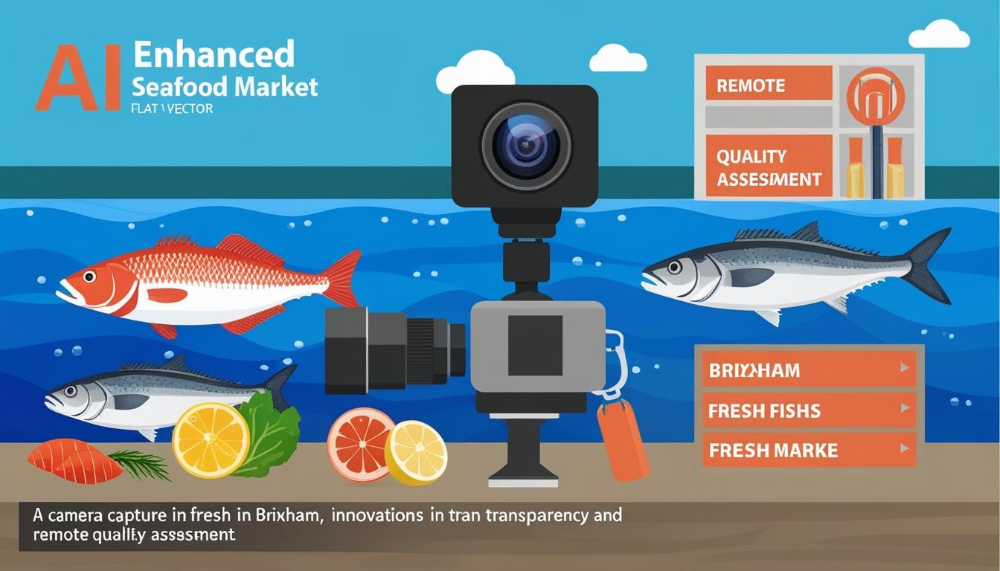 AI
Enhanced
Seafood Market
FLAT \ VECTOR
REMOTE
QUALITY
ASSESMENT
BRIXHAM
FRESH FISHS
FRESH MARKE
A camera capture in fresh in Brixham, innovations in tran transparency and
remote quality assessment